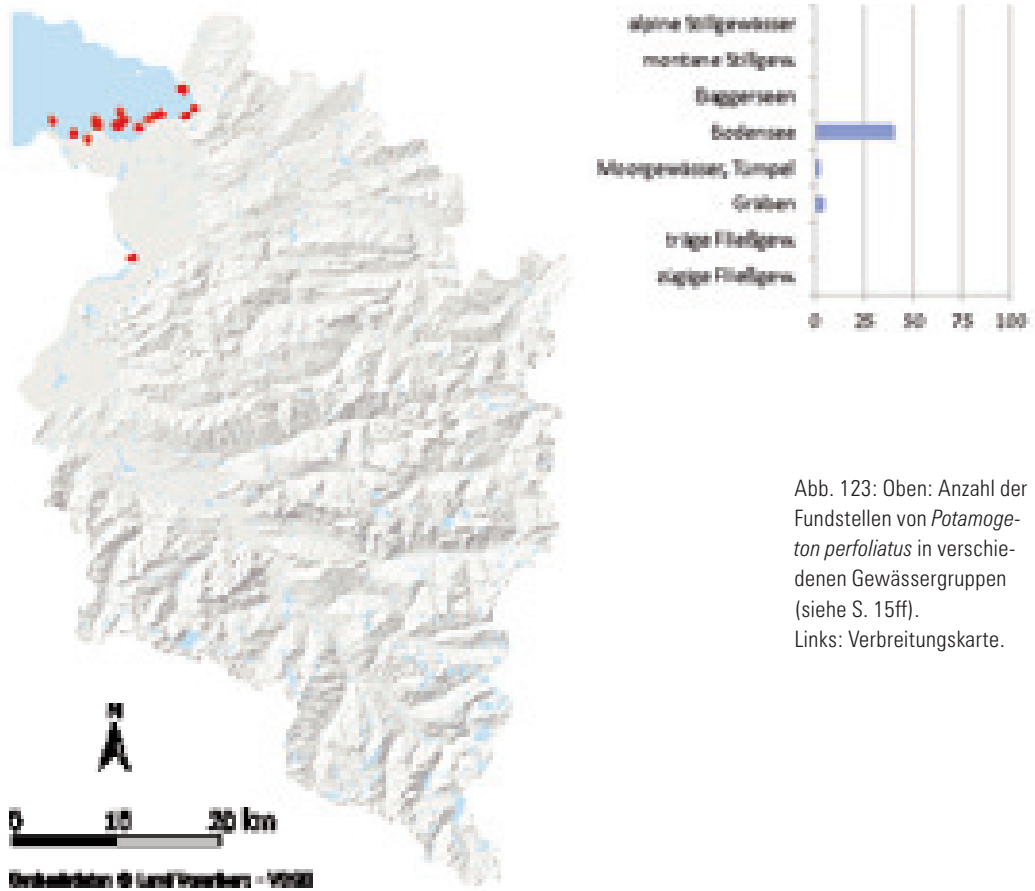 alpine Stillgewässer
montane Stillgew.
Baggerseen
Bodensee
Moorgewässer, Tümpel
Gräben
träge Fließgew.
zügige Fließgew.
0 25 50 75 100
Abb. 123: Oben: Anzahl der
Fundstellen von Potamoge-
ton perfoliatus in verschie-
denen Gewässergruppen
(siehe S. 15ff).
Links: Verbreitungskarte.
N
0 20 km
© Land Vorarlberg -